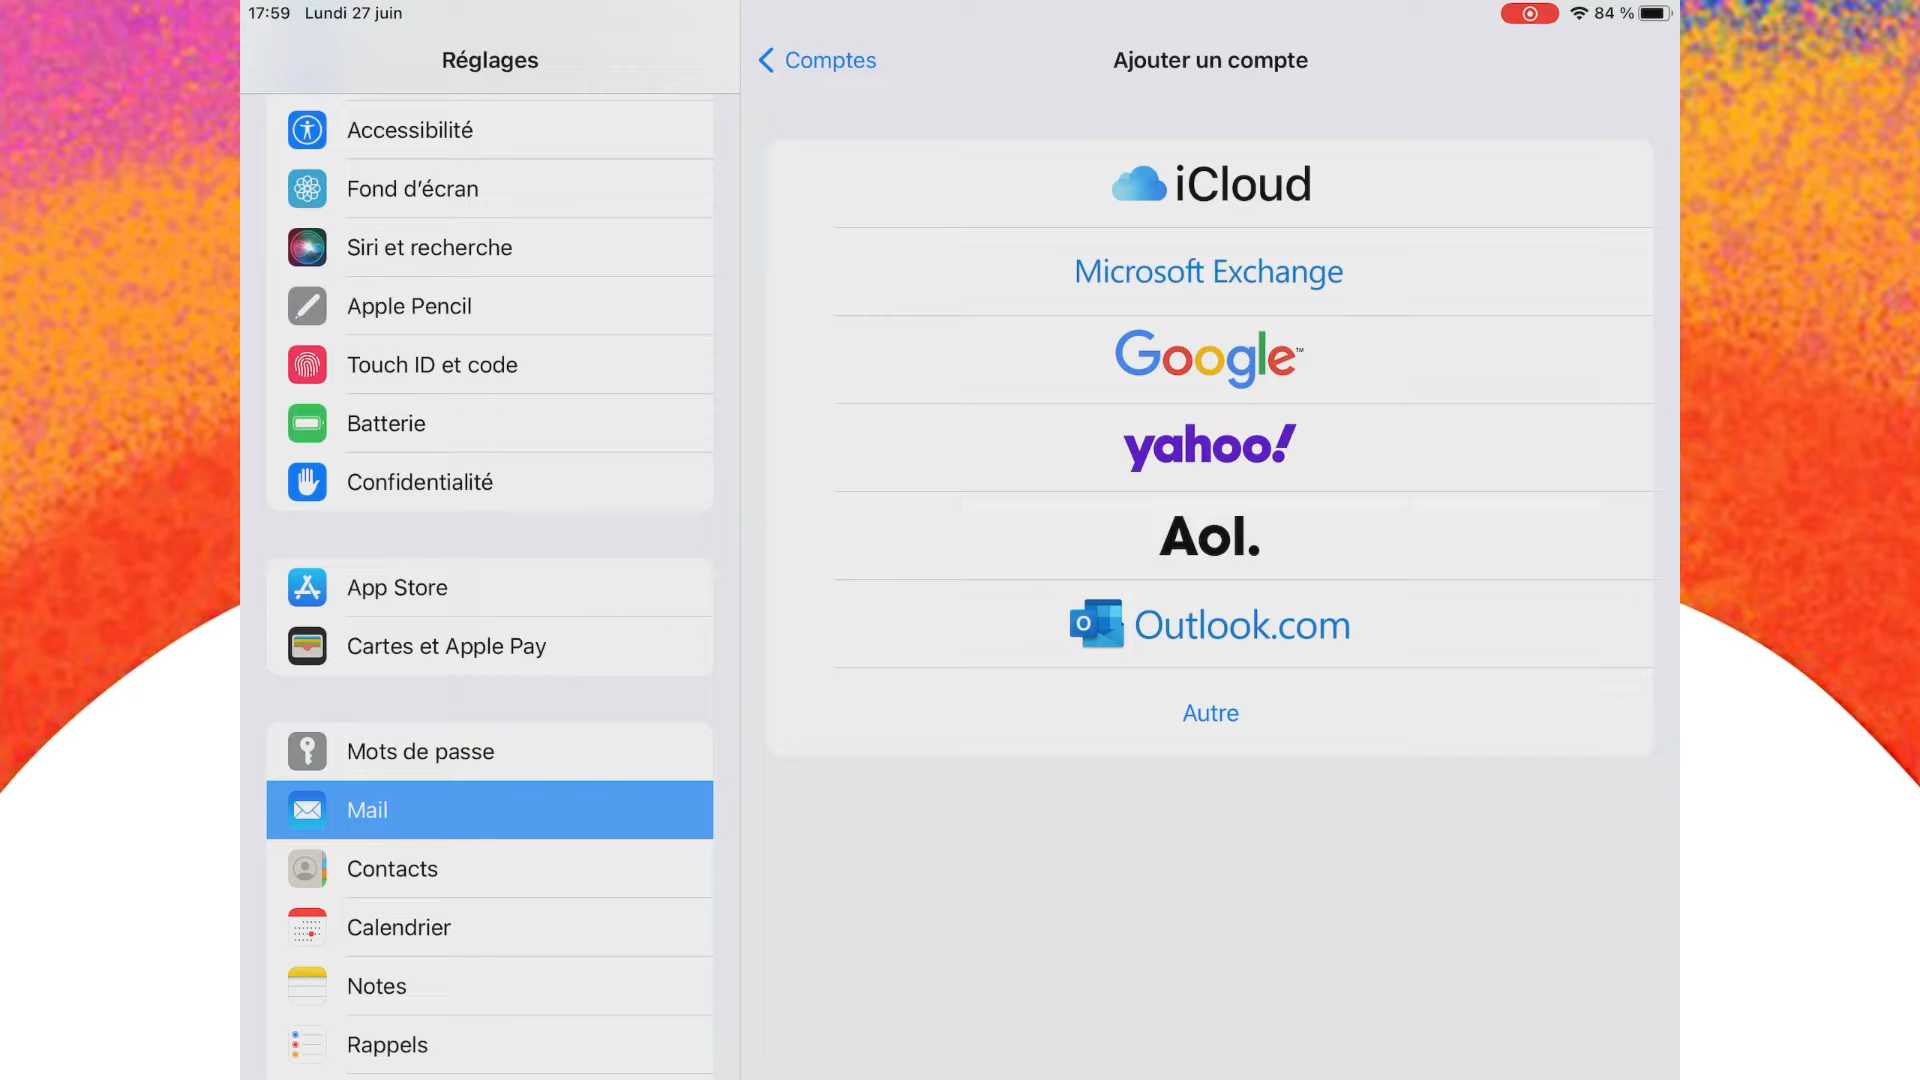 17:59 Lundi 27 juin
84 %
Réglages
Comptes
Ajouter un compte
Accessibilité
Fond d’écran
Siri et recherche
Apple Pencil
Touch ID et code
Batterie
Confidentialité
App Store
Cartes et Apple Pay
Mots de passe
Mail
Contacts
Calendrier
Notes
Rappels
iCloud
Microsoft Exchange
Google™
yahoo!
Aol.
Outlook.com
Autre